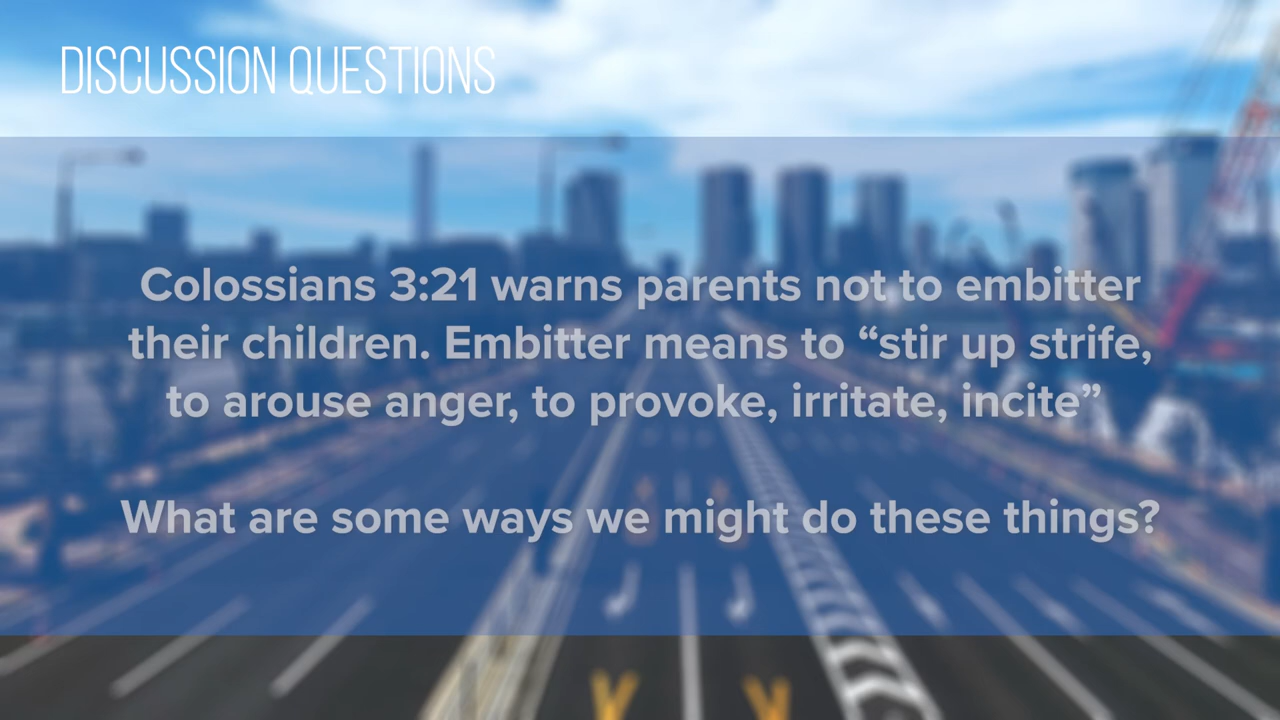 DISCUSSION QUESTIONS
Colossians 3:21 warns parents not to embitter
their children. Embitter means to “stir up strife,
to arouse anger, to provoke, irritate, incite”
What are some ways we might do these things?